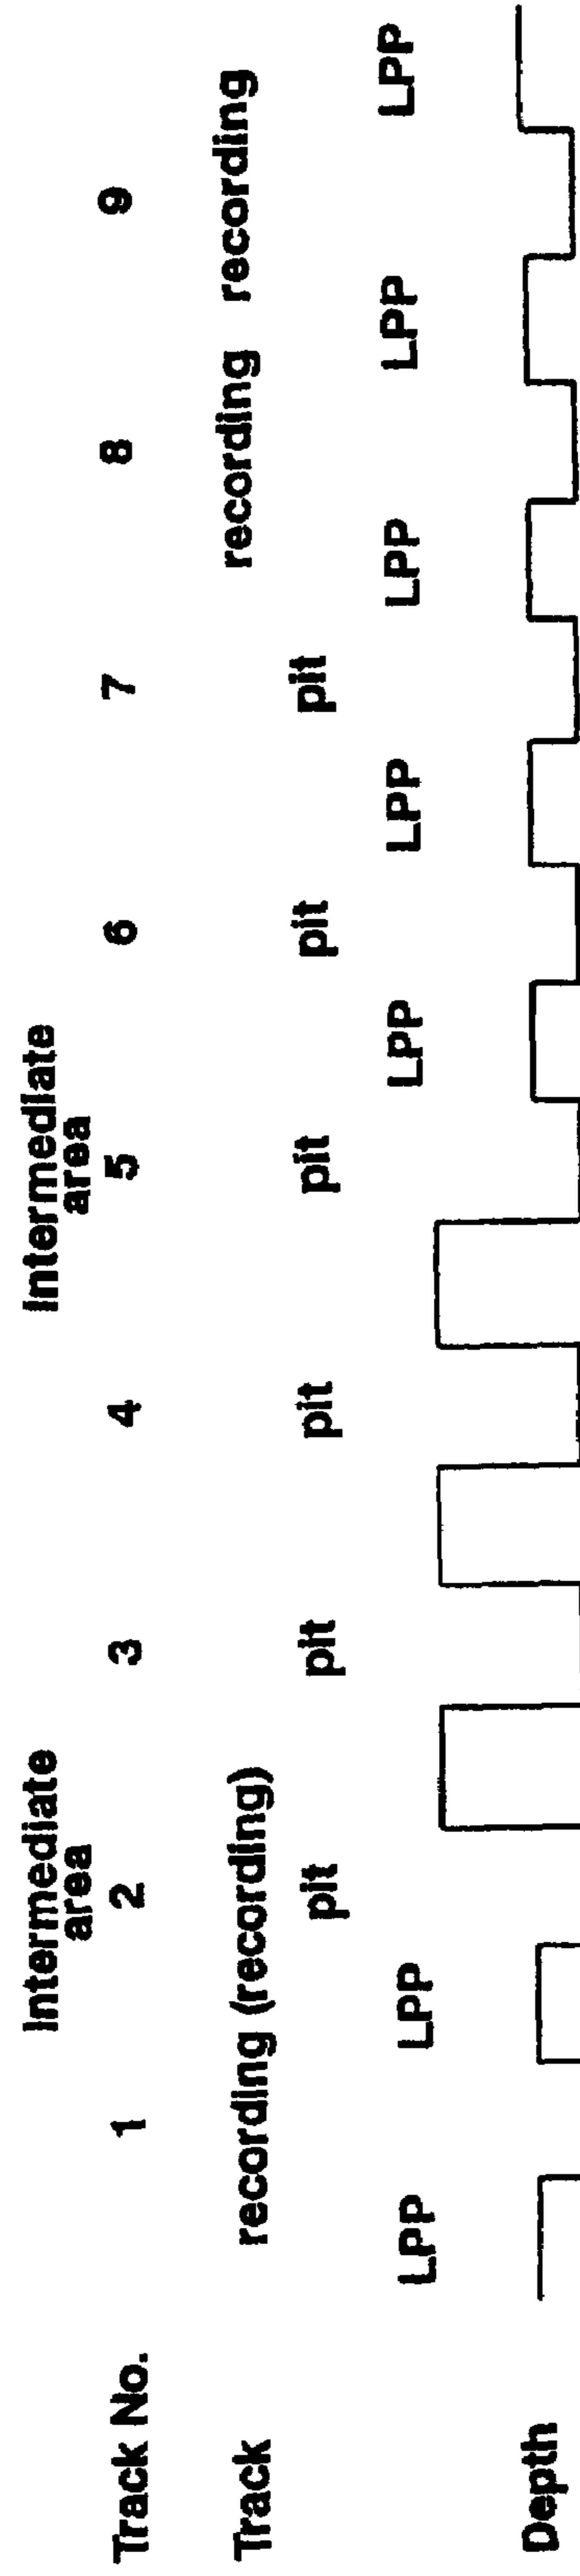 Intermediate Intermediate
area area
Track No. 1 2 3 4 5 6 7 8 9
Track recording (recording) recording recording
pit pit pit pit pit pit
LPP LPP LPP LPP LPP LPP LPP
Depth